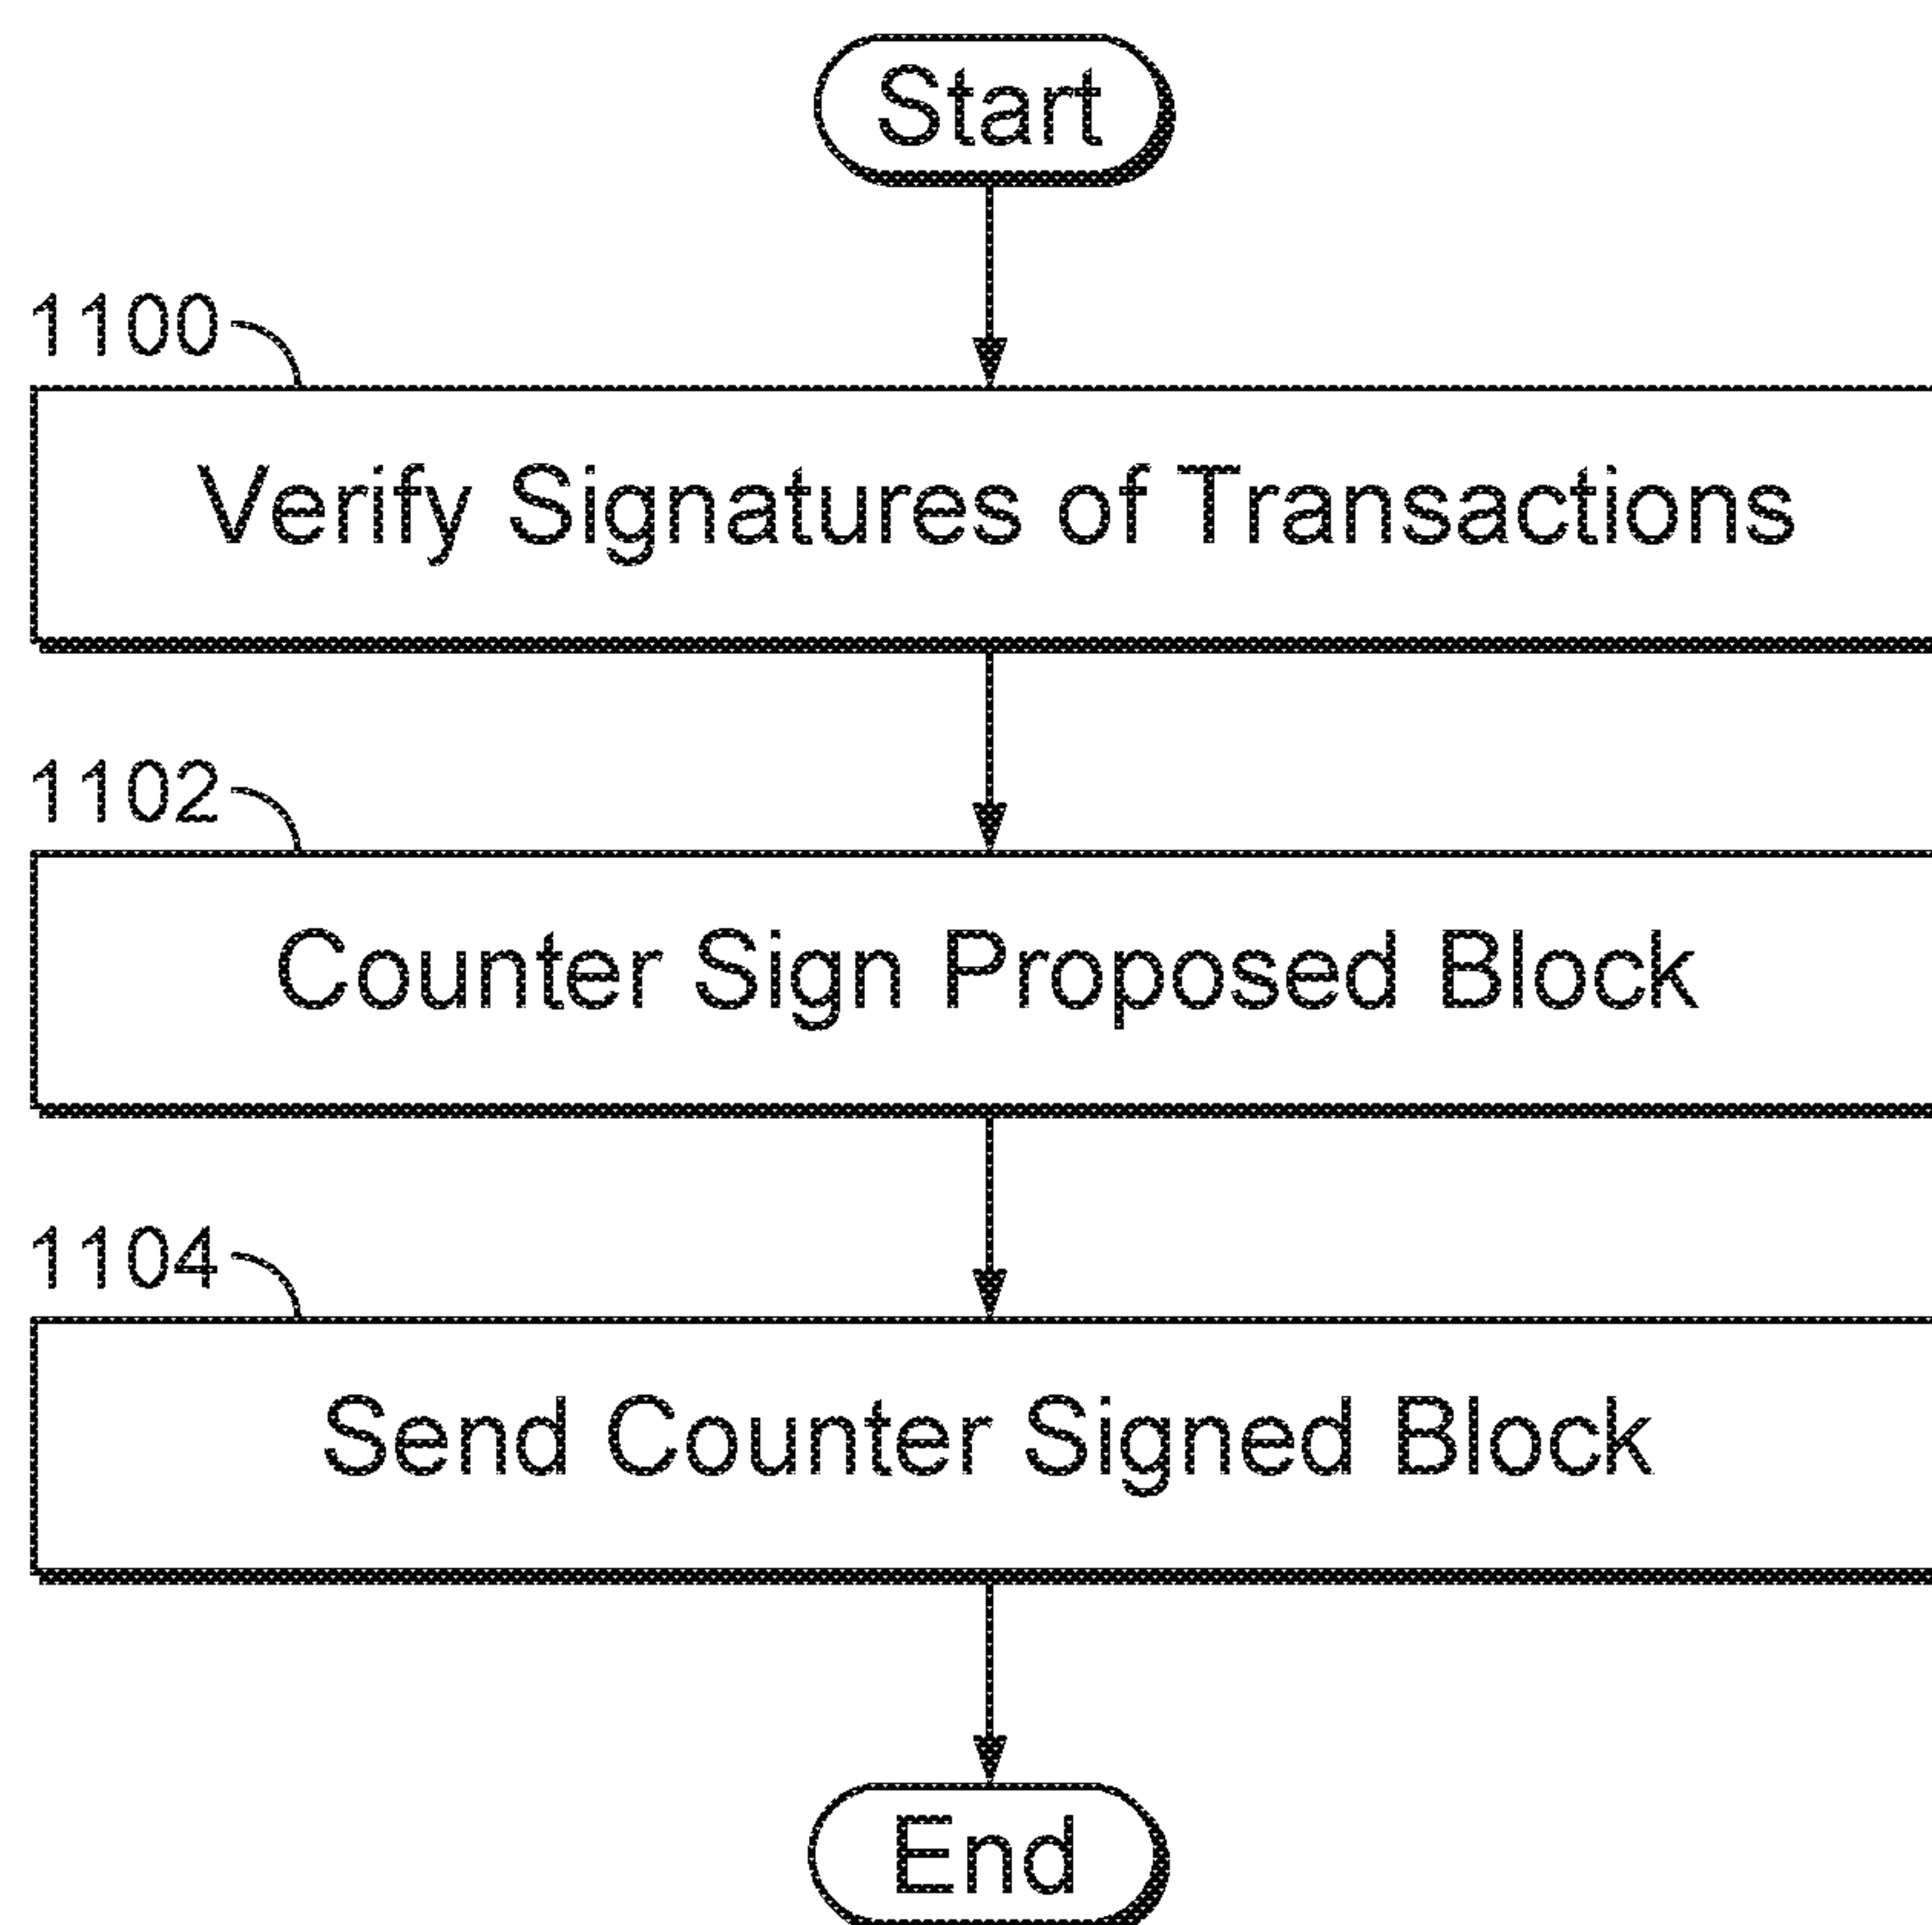 Start
1100
Verify Signatures of Transactions
1102
Counter Sign Proposed Block
1104
Send Counter Signed Block
End